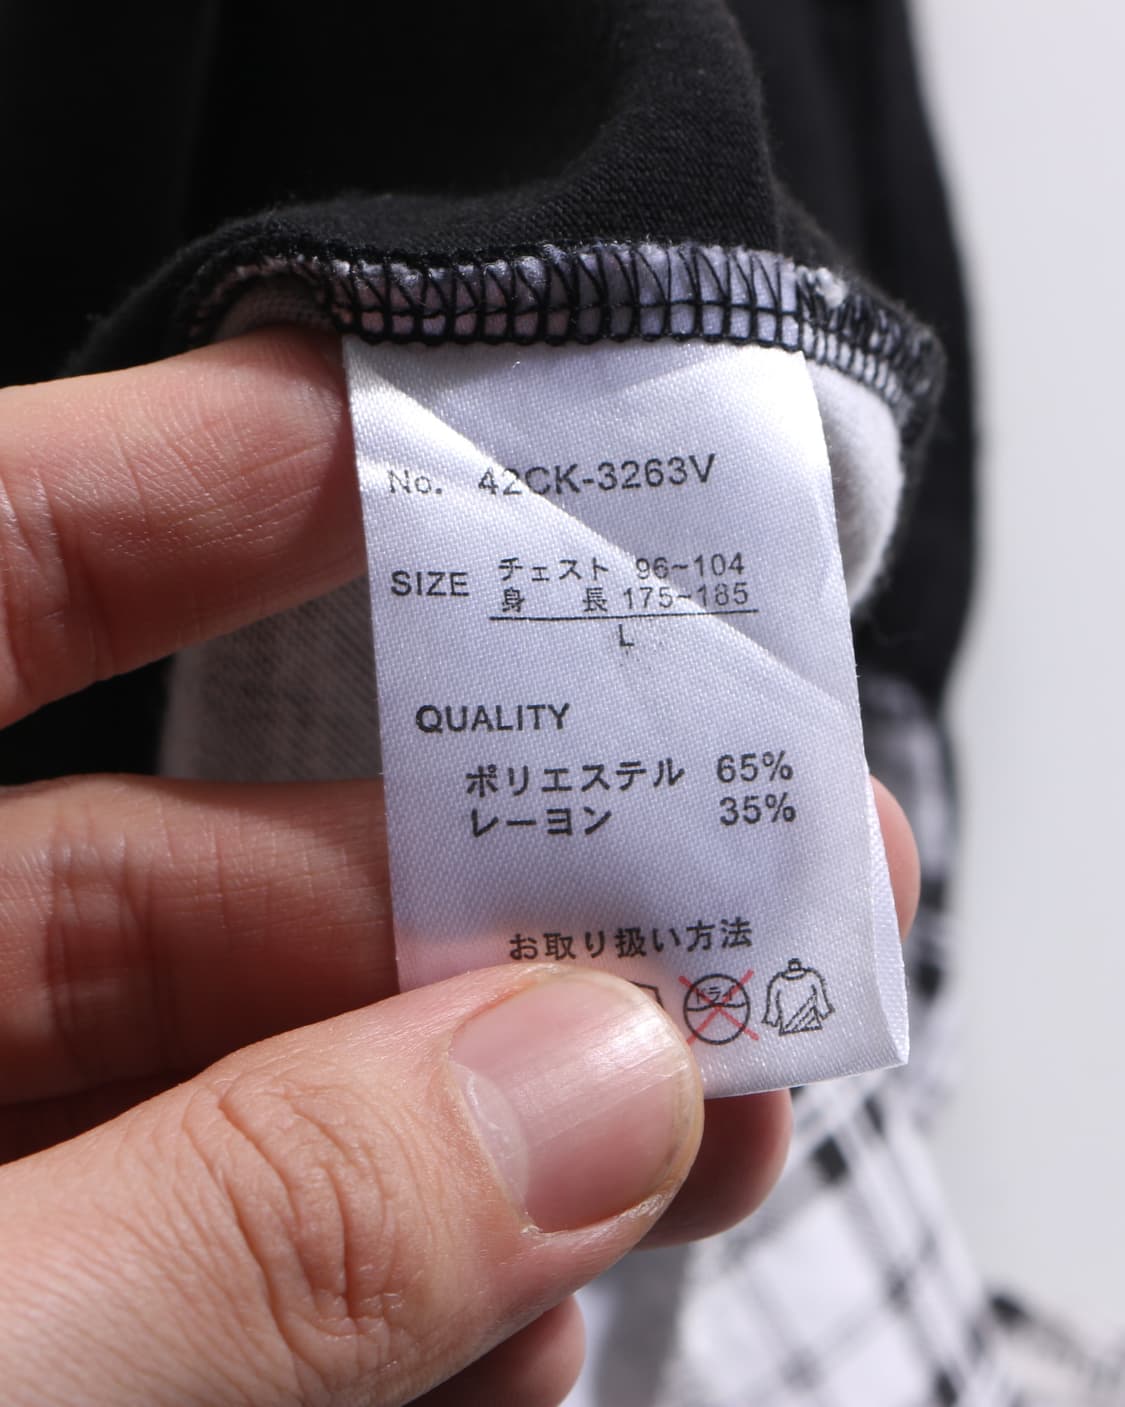 No. 42CK-3263V
SIZE チェスト 96~104
身 長 175~185
L
QUALITY
ポリエステル 65%
レーヨン 35%
お取り扱い方法
ドライ